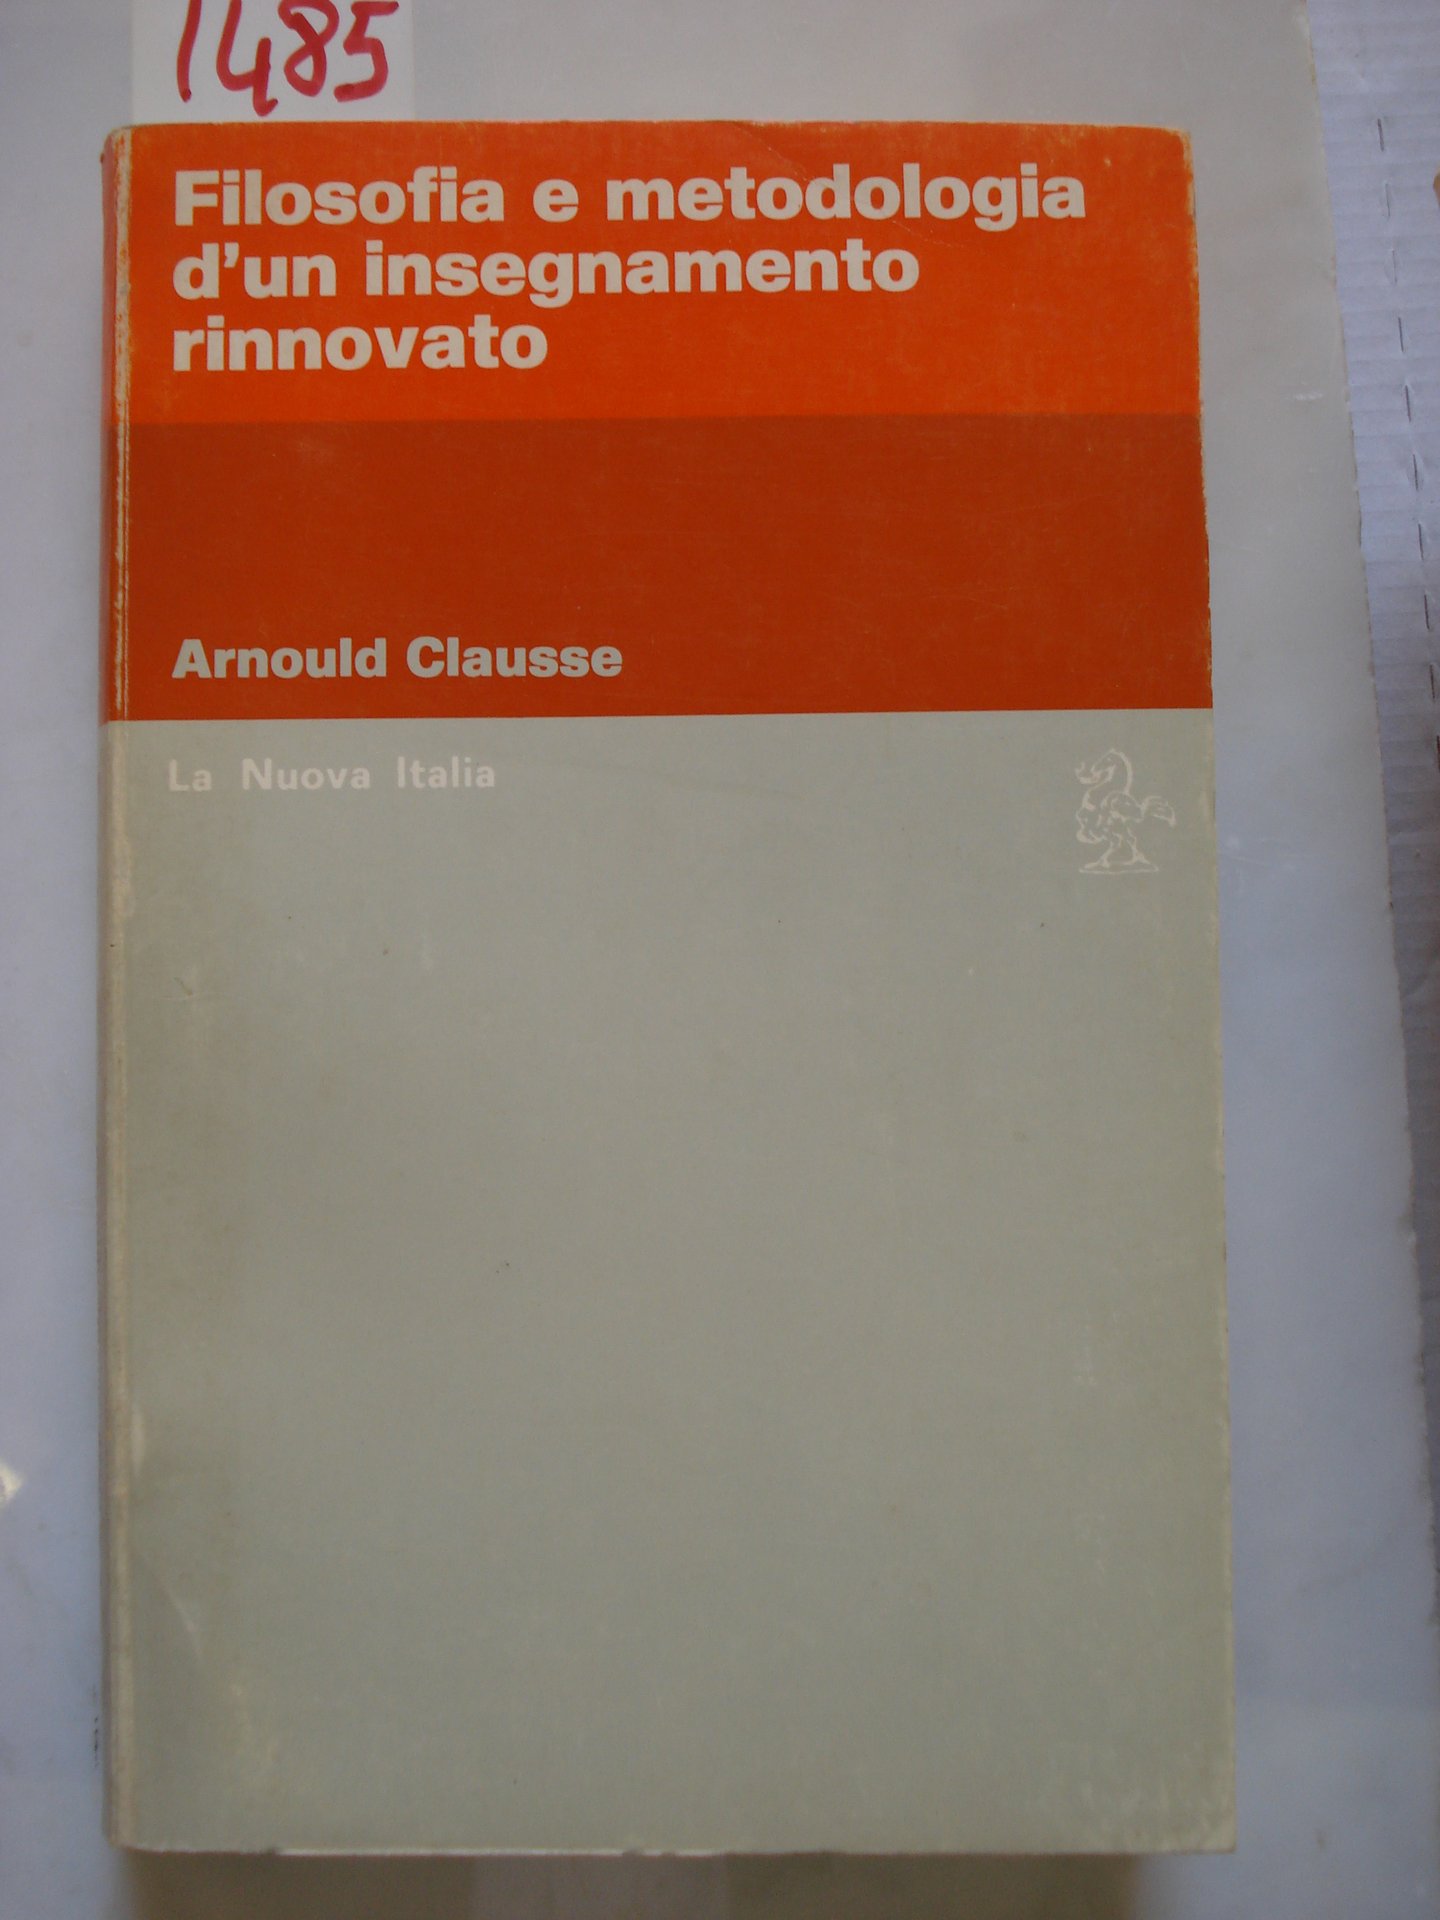 1485
Filosofia e metodologia
d'un insegnamento
rinnovato
Arnould Clausse
La Nuova Italia